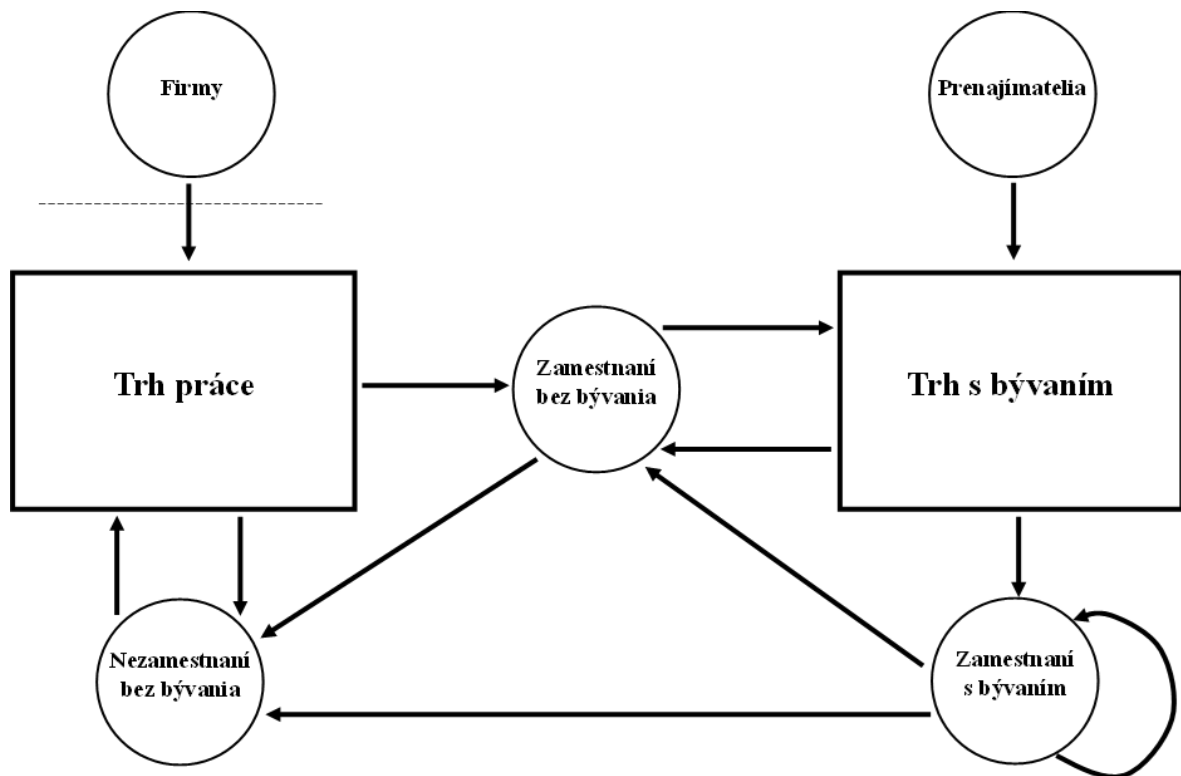 Firmy
Prenajímatelia
Trh práce
Zamestnaní
bez bývania
Trh s bývaním
Nezamestnaní
bez bývania
Zamestnaní
s bývaním